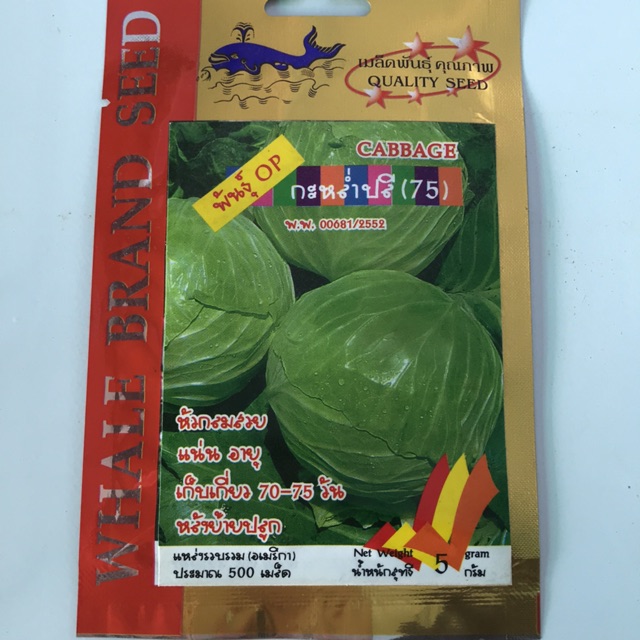 WHALE BRAND SEED
เมล็ดพันธุ์ คุณภาพ
QUALITY SEED
CABBAGE
พันธุ์ OP
กะหล่ำปลี (75)
พ.พ. 00681/2552
หัวกลมสวย
แน่น อายุ
เก็บเกี่ยว 70-75 วัน
หลังย้ายปลูก
แหล่งรวบรวม (อเมริกา)
ประมาณ 500 เมล็ด
Net Weight 5 gram
น้ำหนักสุทธิ กรัม